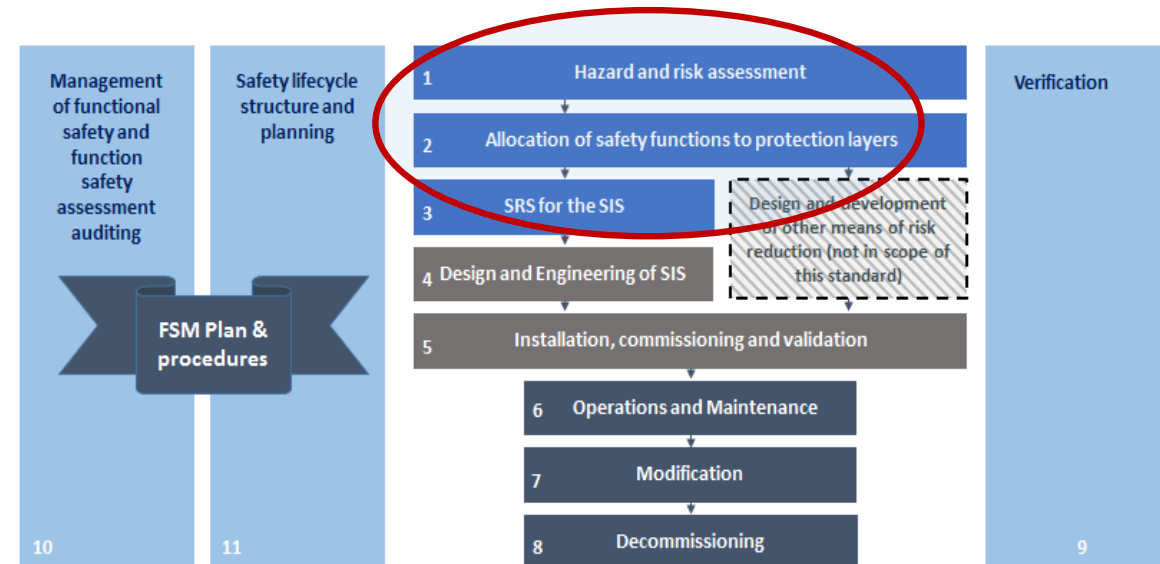 Management
of functional
safety and
function
safety
assessment
auditing
10
Safety lifecycle
structure and
planning
11
FSM Plan &
procedures
1 Hazard and risk assessment
2 Allocation of safety functions to protection layers
3 SRS for the SIS
Design and development
of other means of risk
reduction (not in scope of
this standard)
4 Design and Engineering of SIS
5 Installation, commissioning and validation
6 Operations and Maintenance
7 Modification
8 Decommissioning
Verification
9